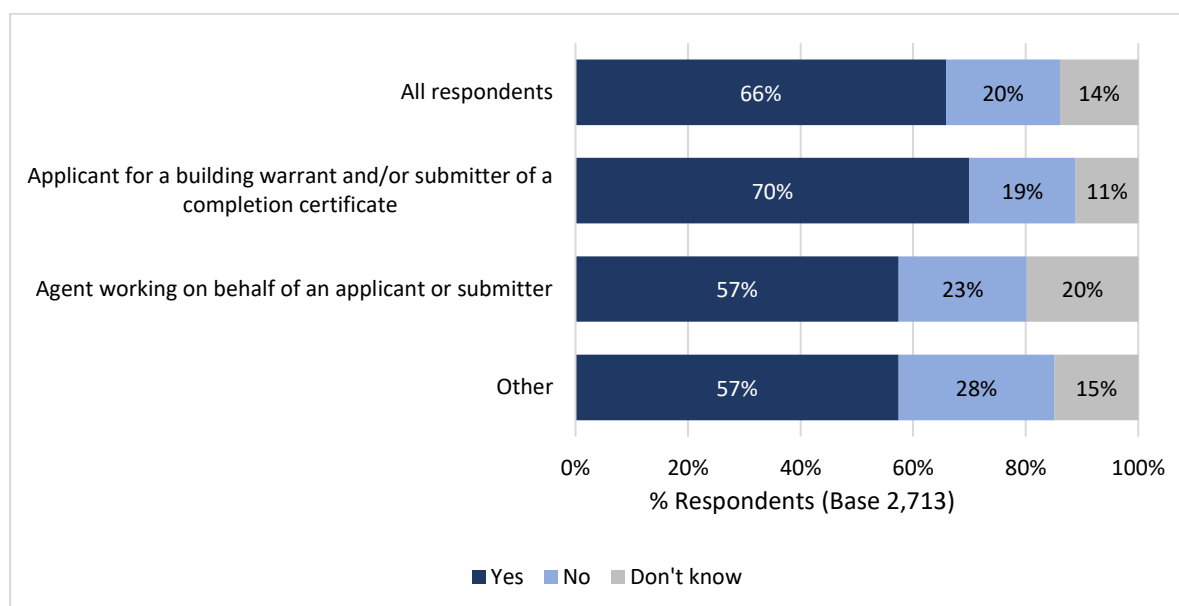 All respondents
66% 20% 14%
Applicant for a building warrant and/or submitter of a
completion certificate
70% 19% 11%
Agent working on behalf of an applicant or submitter
57% 23% 20%
Other
57% 28% 15%
0% 20% 40% 60% 80% 100%
% Respondents (Base 2,713)
Yes No Don't know